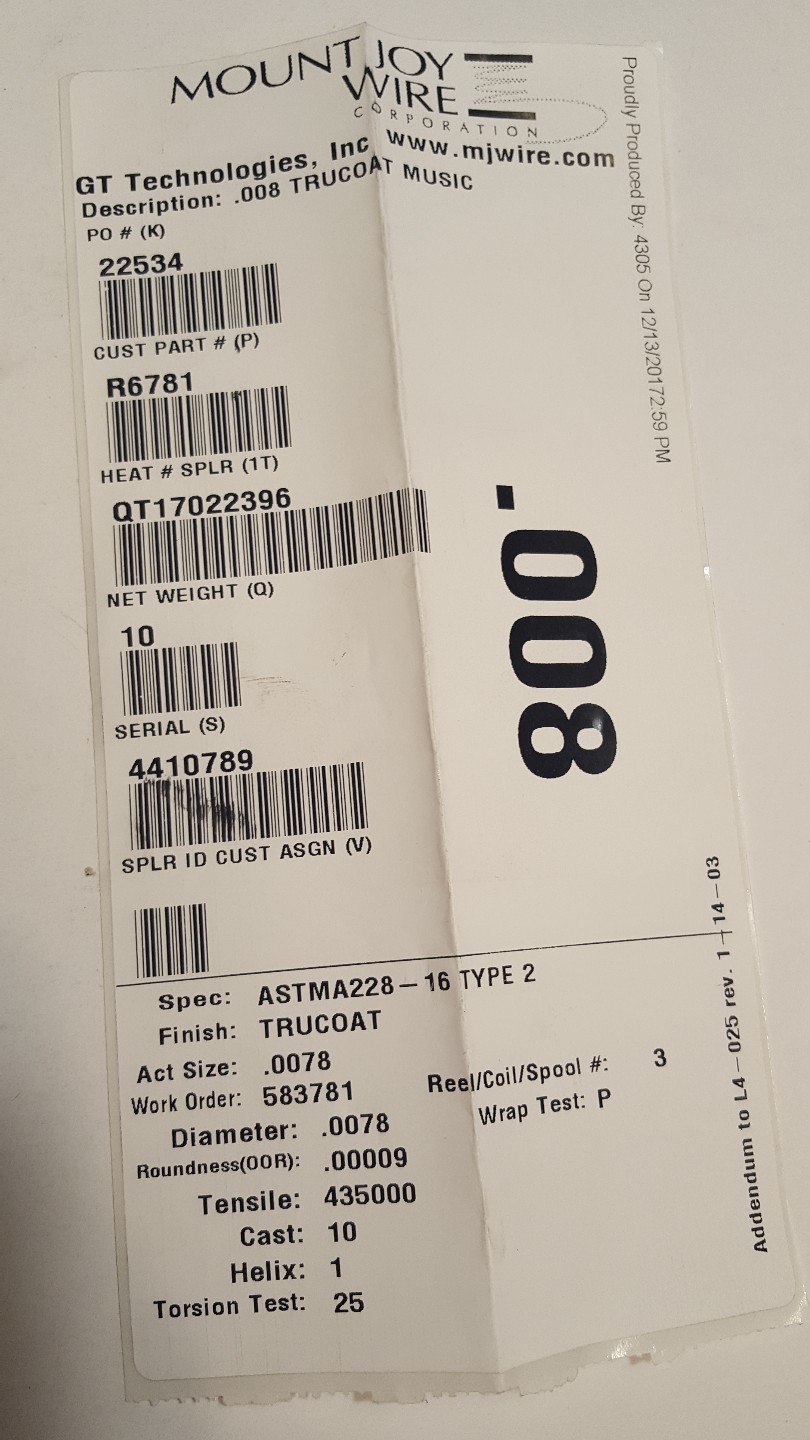 MOUNT JOY
WIRE
CORPORATION
GT Technologies, Inc www.mjwire.com
Description: .008 TRUCOAT MUSIC
PO # (K)
22534
CUST PART # (P)
R6781
HEAT # SPLR (1T)
QT17022396
NET WEIGHT (Q)
10
SERIAL (S)
4410789
SPLR ID CUST ASGN (V)
Proudly Produced By: 4305 On 12/13/20172:59 PM
.008
Spec: ASTMA228-16 TYPE 2
Finish: TRUCOAT
Act Size: .0078
Work Order: 583781
Reel/Coil/Spool #: 3
Diameter: .0078
Wrap Test: P
Roundness(OOR): .00009
Tensile: 435000
Cast: 10
Helix: 1
Torsion Test: 25
Addendum to L4-025 rev. 1-14-03